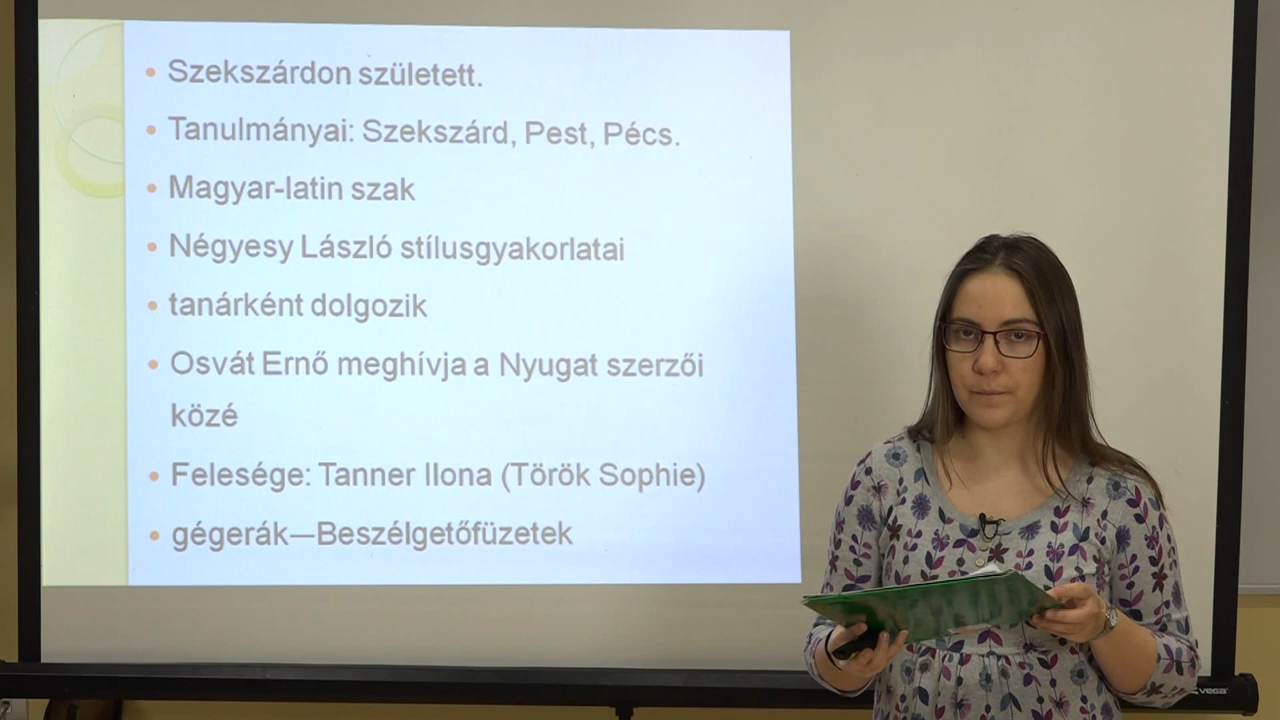 Szekszárdon született.
Tanulmányai: Szekszárd, Pest, Pécs.
Magyar-latin szak
Négyesy László stílusgyakorlatai
tanárként dolgozik
Osvát Ernő meghívja a Nyugat szerzői
közé
Felesége: Tanner Ilona (Török Sophie)
gégerák—Beszélgetőfüzetek
VEGA